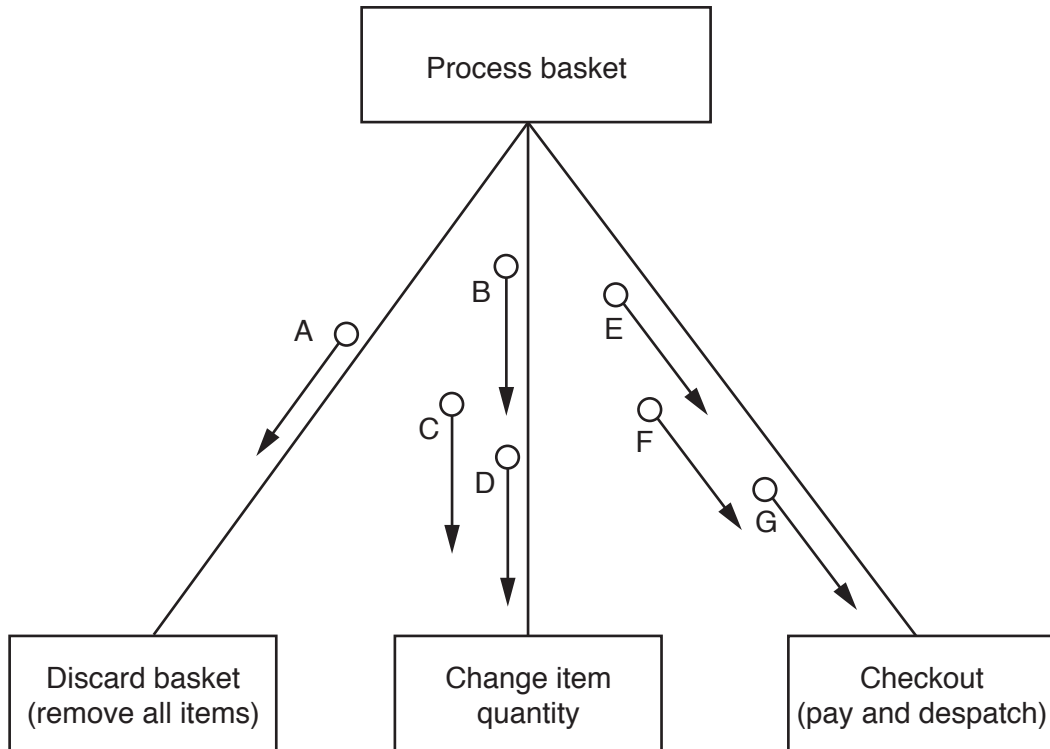 Process basket
B
E
A
C
F
D
G
Discard basket
(remove all items)
Change item
quantity
Checkout
(pay and despatch)